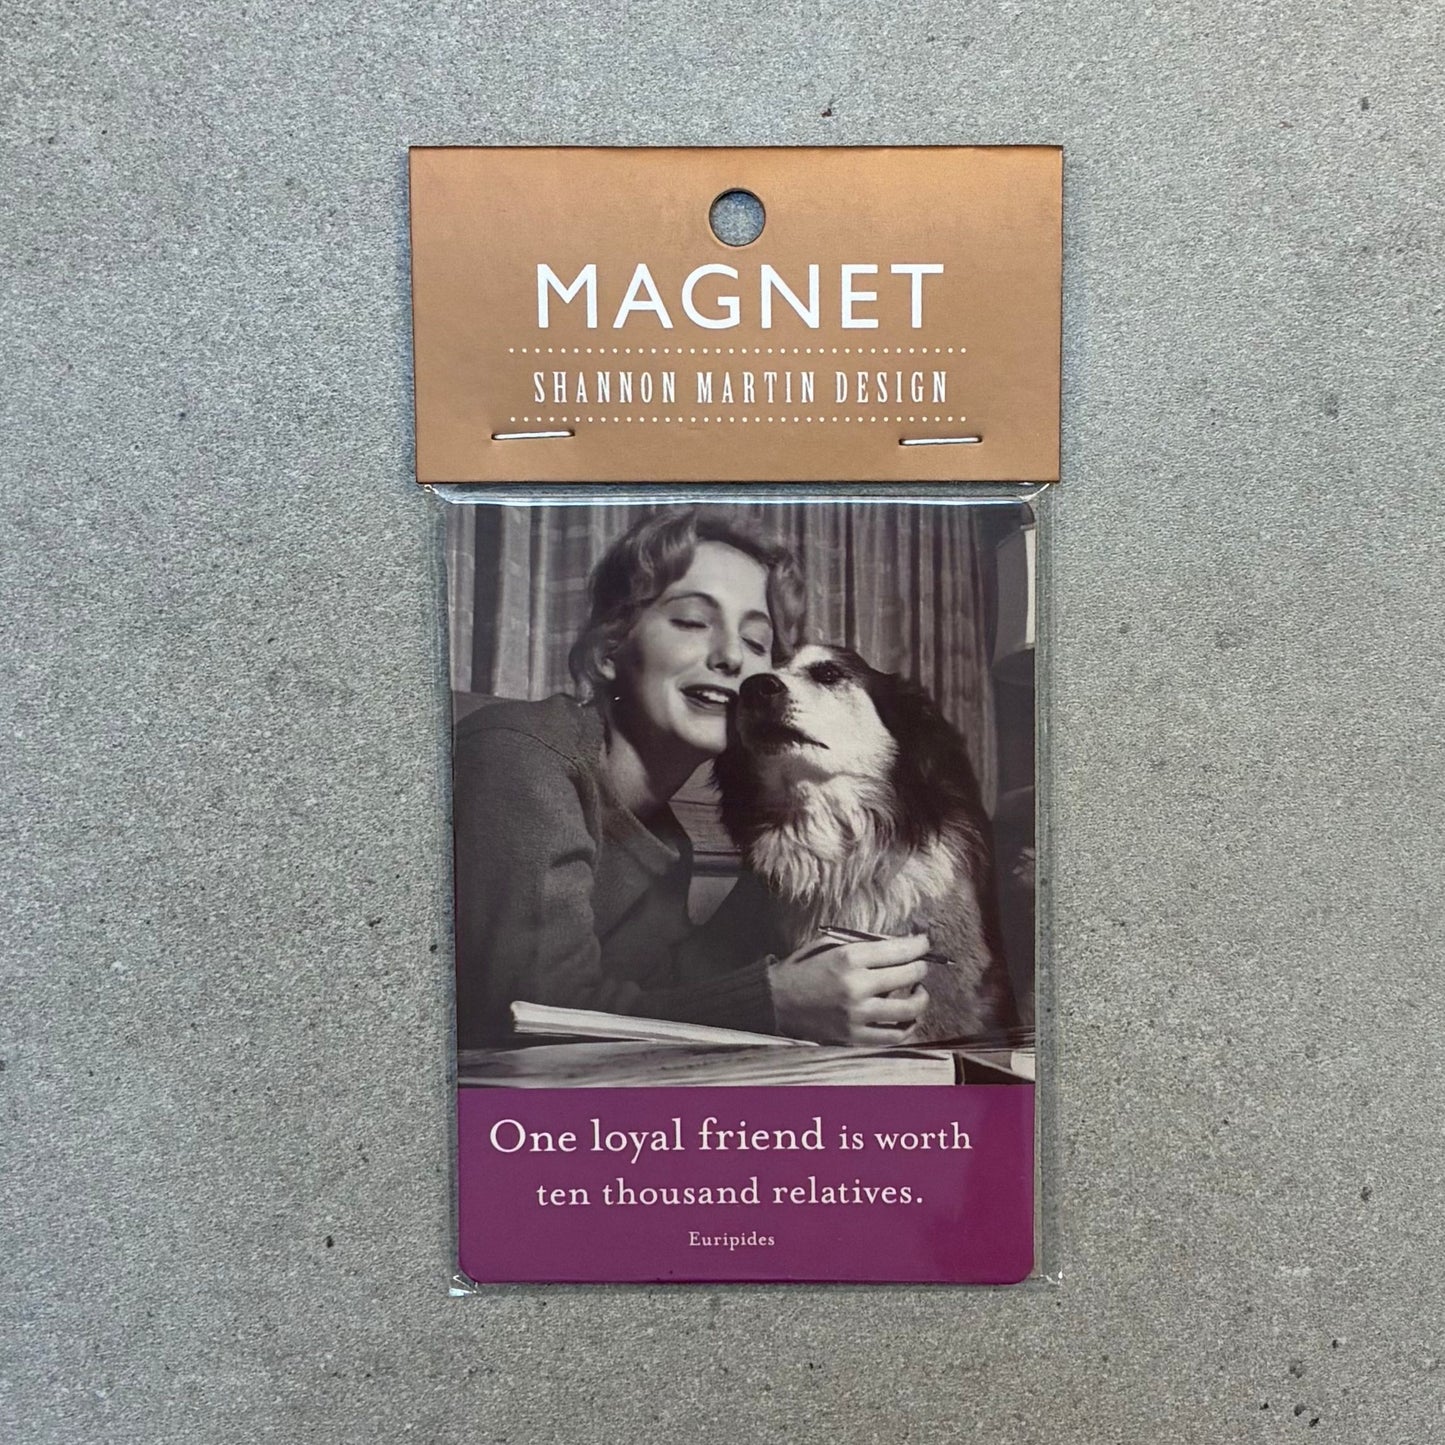 MAGNET
SHANNON MARTIN DESIGN
One loyal friend is worth
ten thousand relatives.
Euripides